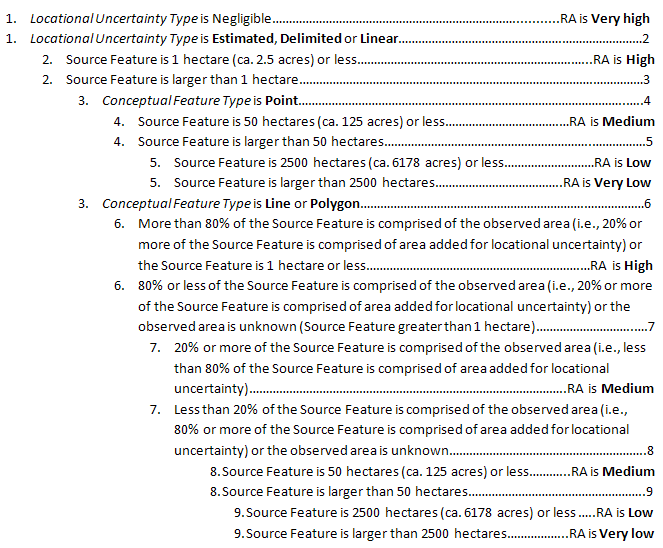 1. Locational Uncertainty Type is Negligible................................................................................RA is Very high
1. Locational Uncertainty Type is Estimated, Delimited or Linear....................................................................2
2. Source Feature is 1 hectare (ca. 2.5 acres) or less.................................................................RA is High
2. Source Feature is larger than 1 hectare................................................................................................3
3. Conceptual Feature Type is Point................................................................................................4
4. Source Feature is 50 hectares (ca. 125 acres) or less...................................RA is Medium
4. Source Feature is larger than 50 hectares.........................................................................5
5. Source Feature is 2500 hectares (ca. 6178 acres) or less.........................RA is Low
5. Source Feature is larger than 2500 hectares....................................RA is Very Low
3. Conceptual Feature Type is Line or Polygon...............................................................................6
6. More than 80% of the Source Feature is comprised of the observed area (i.e., 20% or
more of the Source Feature is comprised of area added for locational uncertainty) or
the Source Feature is 1 hectare or less...............................................................RA is High
6. 80% or less of the Source Feature is comprised of the observed area (i.e., 20% or more
of the Source Feature is comprised of area added for locational uncertainty) or the
observed area is unknown (Source Feature greater than 1 hectare)................................7
7. 20% or more of the Source Feature is comprised of the observed area (i.e., less
than 80% of the Source Feature is comprised of area added for locational
uncertainty).........................................................................................RA is Medium
7. Less than 20% of the Source Feature is comprised of the observed area (i.e.,
80% or more of the Source Feature is comprised of area added for locational
uncertainty) or the observed area is unknown........................................................8
8. Source Feature is 50 hectares (ca. 125 acres) or less............RA is Medium
8. Source Feature is larger than 50 hectares..................................................9
9. Source Feature is 2500 hectares (ca. 6178 acres) or less .....RA is Low
9. Source Feature is larger than 2500 hectares..................RA is Very low